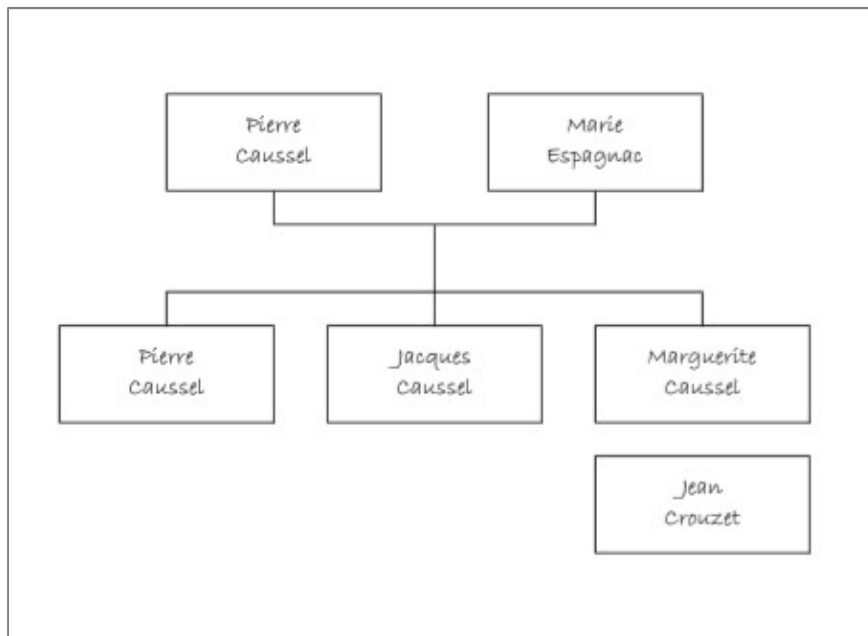 Pierre
Caussel
Marie
Espagnac
Pierre
Caussel
Jacques
Caussel
Marguerite
Caussel
Jean
Crouzet